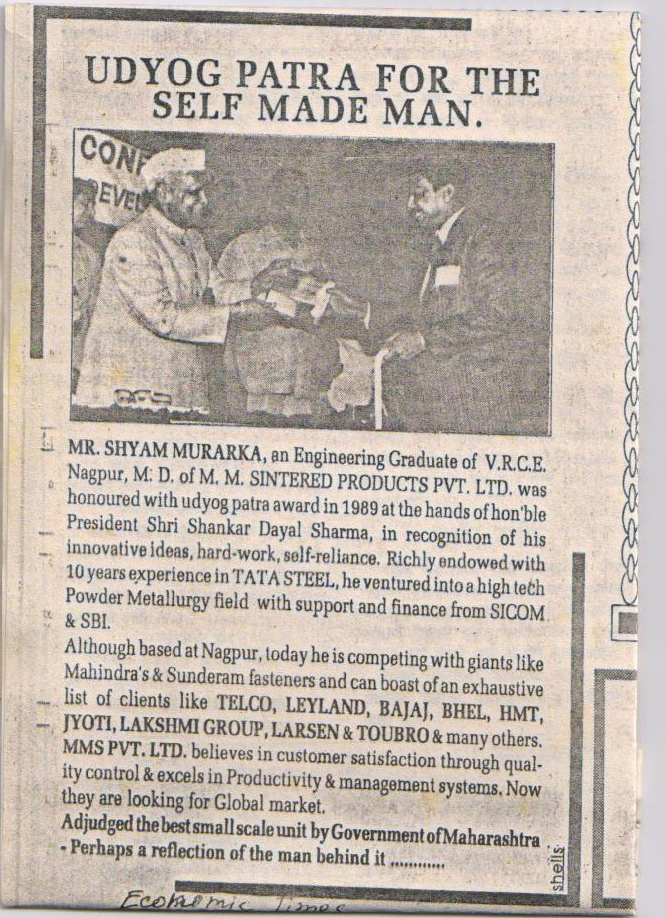 UDYOG PATRA FOR THE
SELF MADE MAN.
CONF
DEVEL
MR. SHYAM MURARKA, an Engineering Graduate of V.R.C.E.
Nagpur, M. D. of M. M. SINTERED PRODUCTS PVT. LTD. was
honoured with udyog patra award in 1989 at the hands of hon'ble
President Shri Shankar Dayal Sharma, in recognition of his
innovative ideas, hard-work, self-reliance. Richly endowed with
10 years experience in TATA STEEL, he ventured into a high tech
Powder Metallurgy field with support and finance from SICOM
& SBI.
Although based at Nagpur, today he is competing with giants like
Mahindra's & Sunderam fasteners and can boast of an exhaustive
list of clients like TELCO, LEYLAND, BAJAJ, BHEL, HMT,
JYOTI, LAKSHMI GROUP, LARSEN & TOUBRO & many others.
MMS PVT. LTD. believes in customer satisfaction through qual-
ity control & excels in Productivity & management systems. Now
they are looking for Global market.
Adjudged the best small scale unit by Government of Maharashtra
- Perhaps a reflection of the man behind it ............
shells
Economic Times